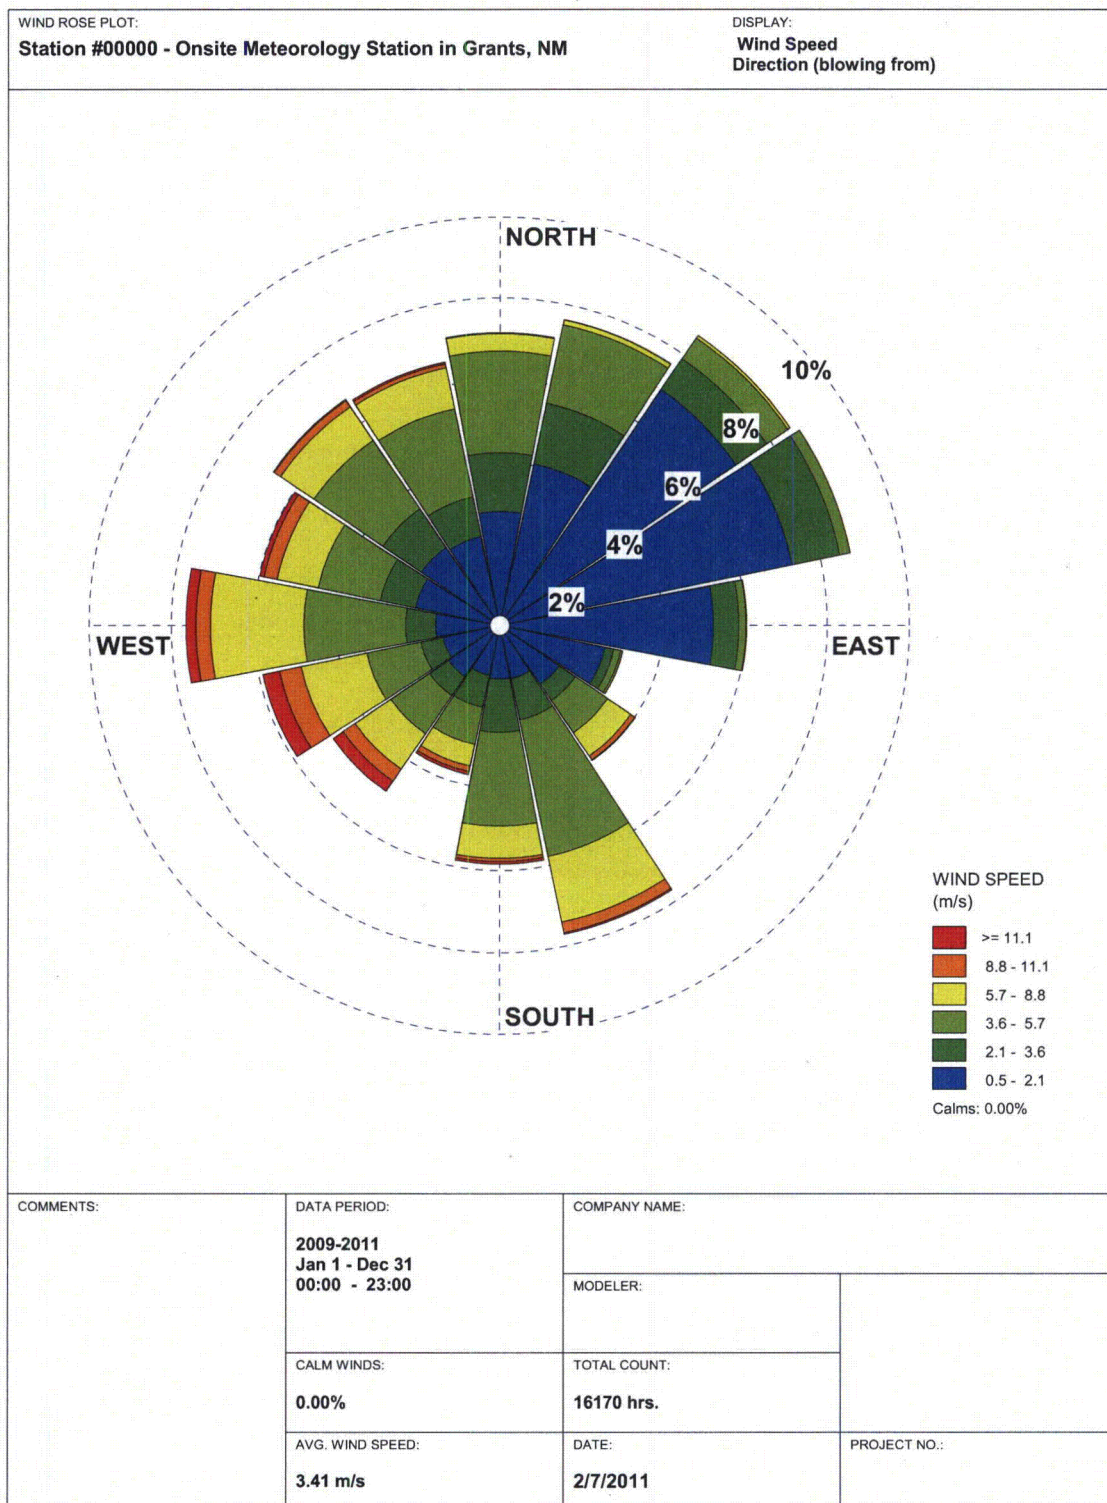 WIND ROSE PLOT:
Station #00000 - Onsite Meteorology Station in Grants, NM
DISPLAY:
Wind Speed
Direction (blowing from)
NORTH
10%
8%
6%
4%
2%
WEST
EAST
SOUTH
WIND SPEED
(m/s)
>= 11.1
8.8 - 11.1
5.7 - 8.8
3.6 - 5.7
2.1 - 3.6
0.5 - 2.1
Calms: 0.00%
COMMENTS:
DATA PERIOD:
2009-2011
Jan 1 - Dec 31
00:00 - 23:00
COMPANY NAME:
MODELER:
CALM WINDS:
0.00%
TOTAL COUNT:
16170 hrs.
AVG. WIND SPEED:
3.41 m/s
DATE:
2/7/2011
PROJECT NO.: